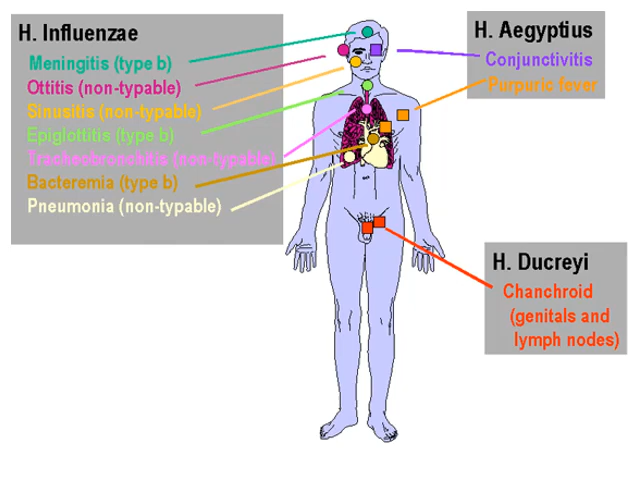 H. Influenzae
Meningitis (type b)
Ottitis (non-typable)
Sinusitis (non-typable)
Epiglottitis (type b)
Tracheobronchitis (non-typable)
Bacteremia (type b)
Pneumonia (non-typable)
H. Aegyptius
Conjunctivitis
Purpuric fever
H. Ducreyi
Chanchroid
(genitals and
lymph nodes)